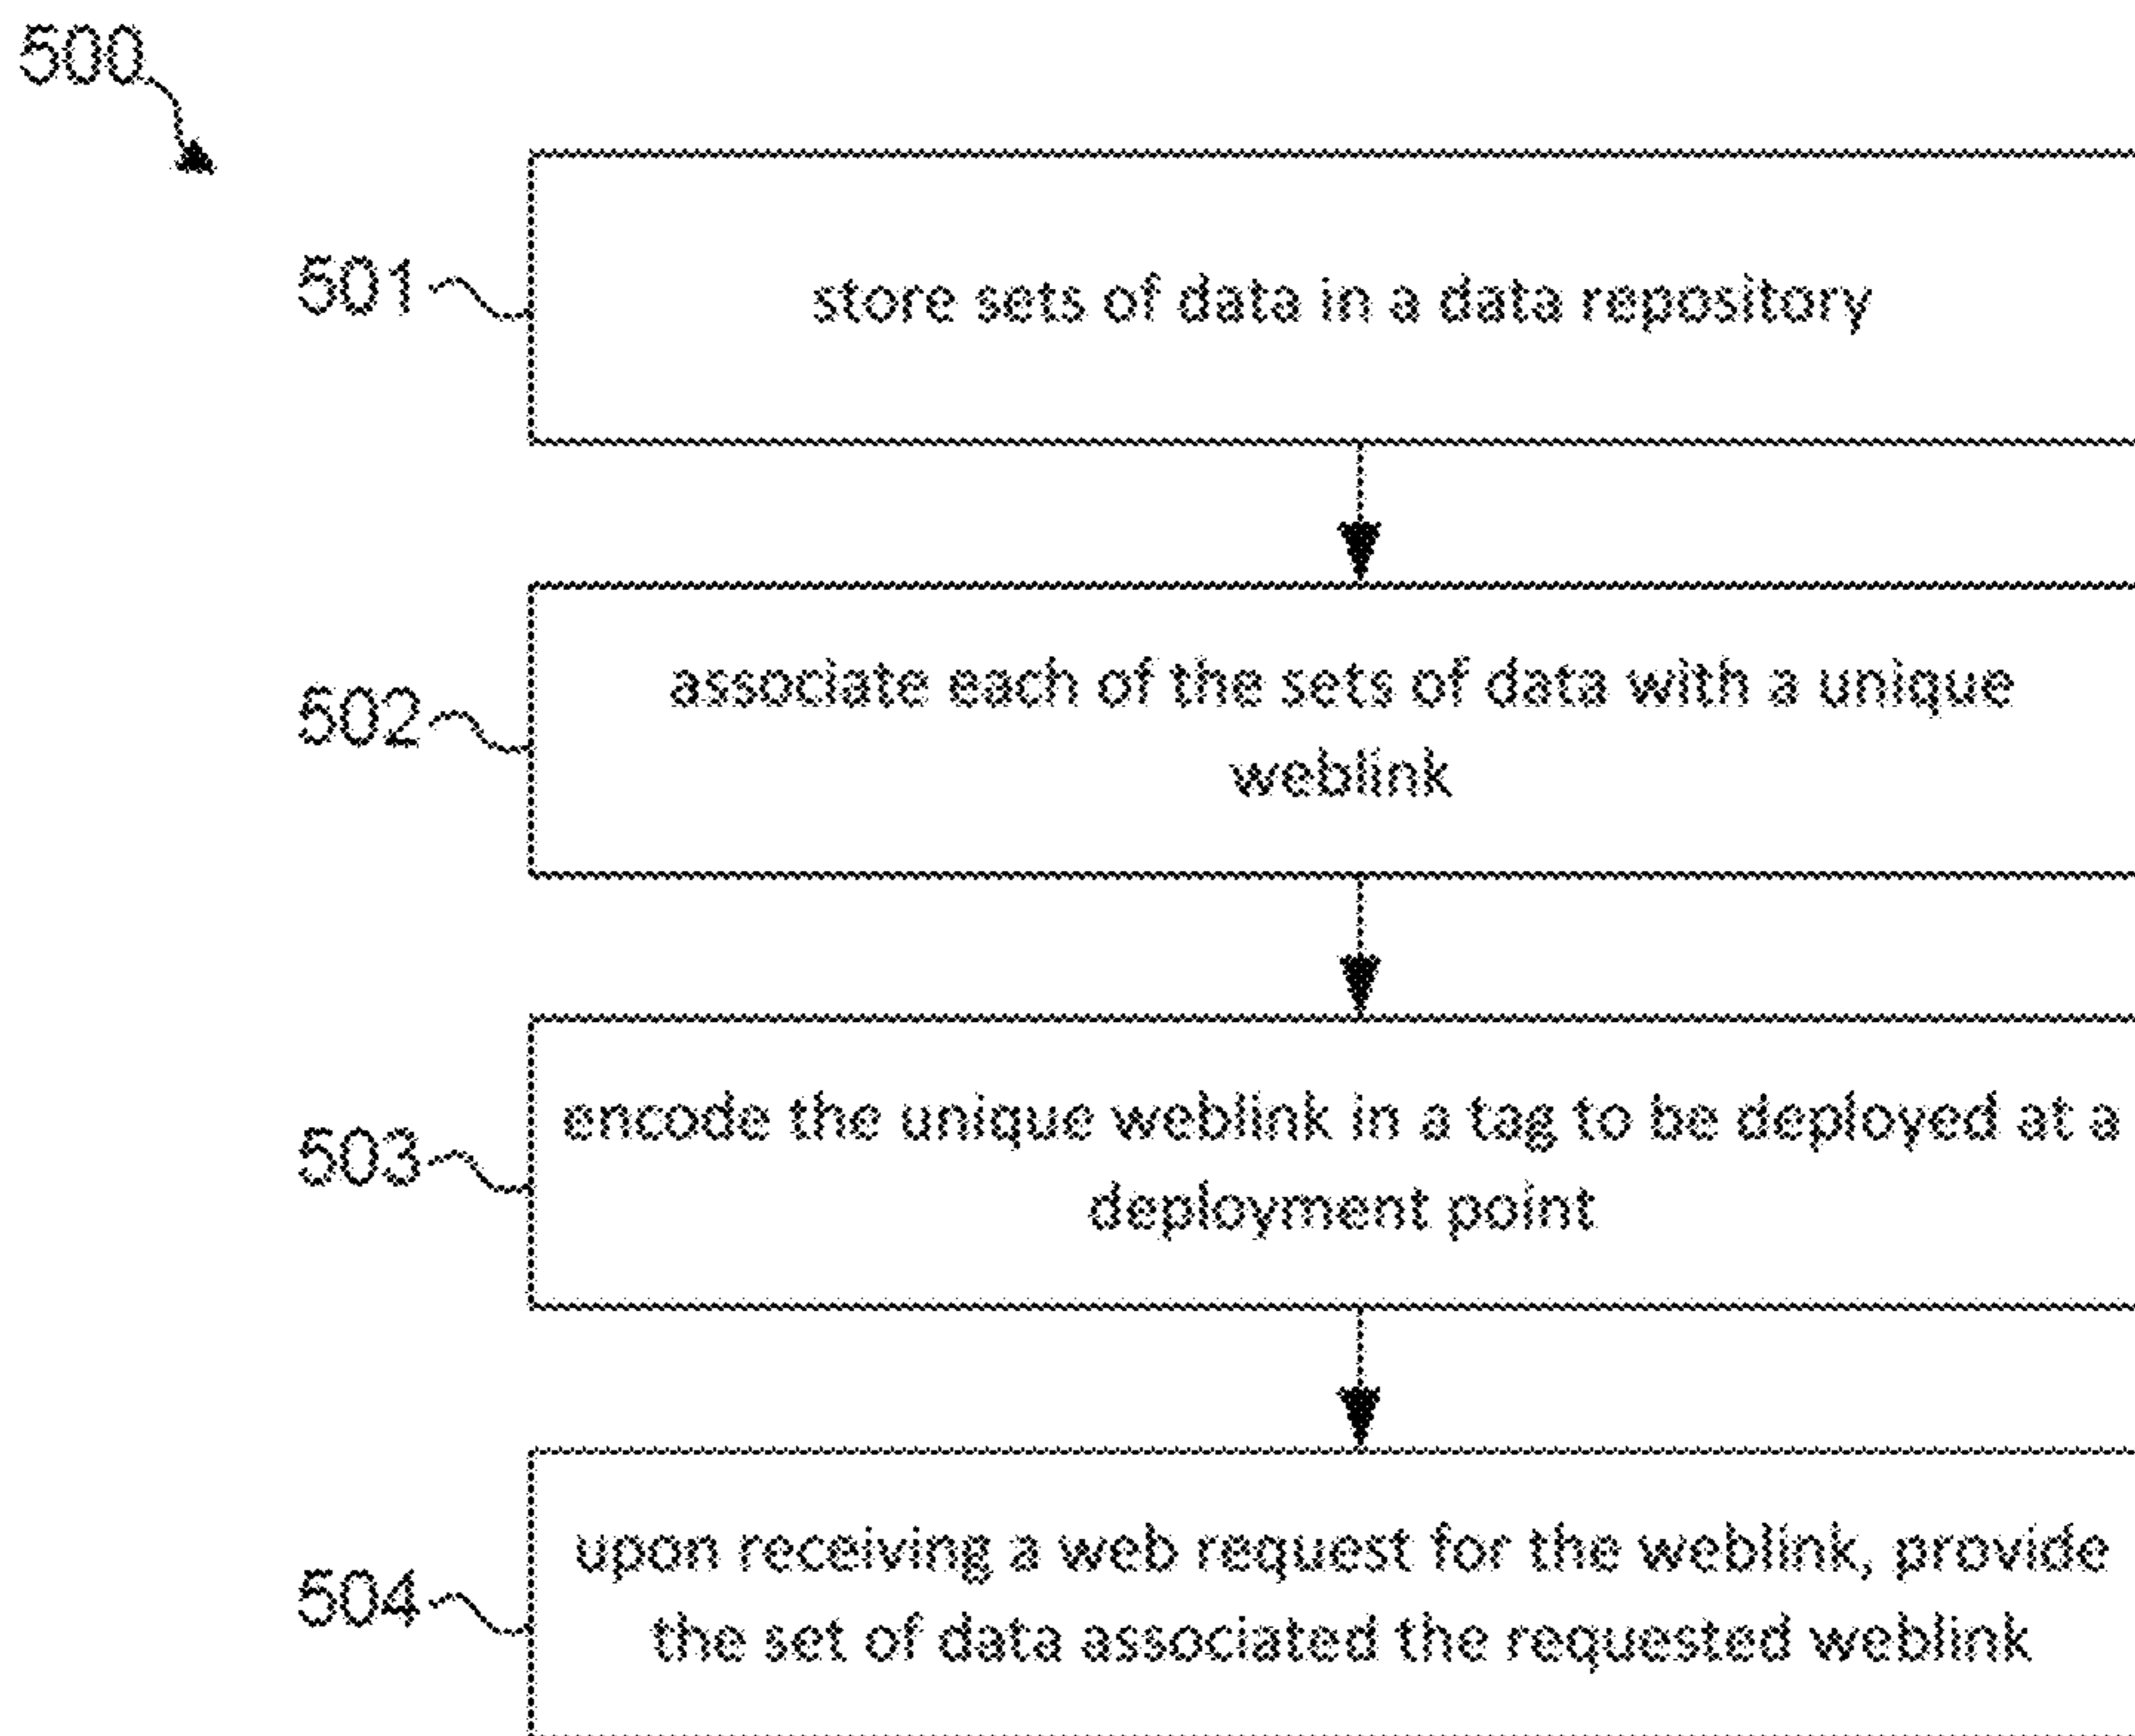 500
501
store sets of data in a data repository
502
associate each of the sets of data with a unique
weblink
503
encode the unique weblink in a tag to be deployed at a
deployment point
504
upon receiving a web request for the weblink, provide
the set of data associated the requested weblink